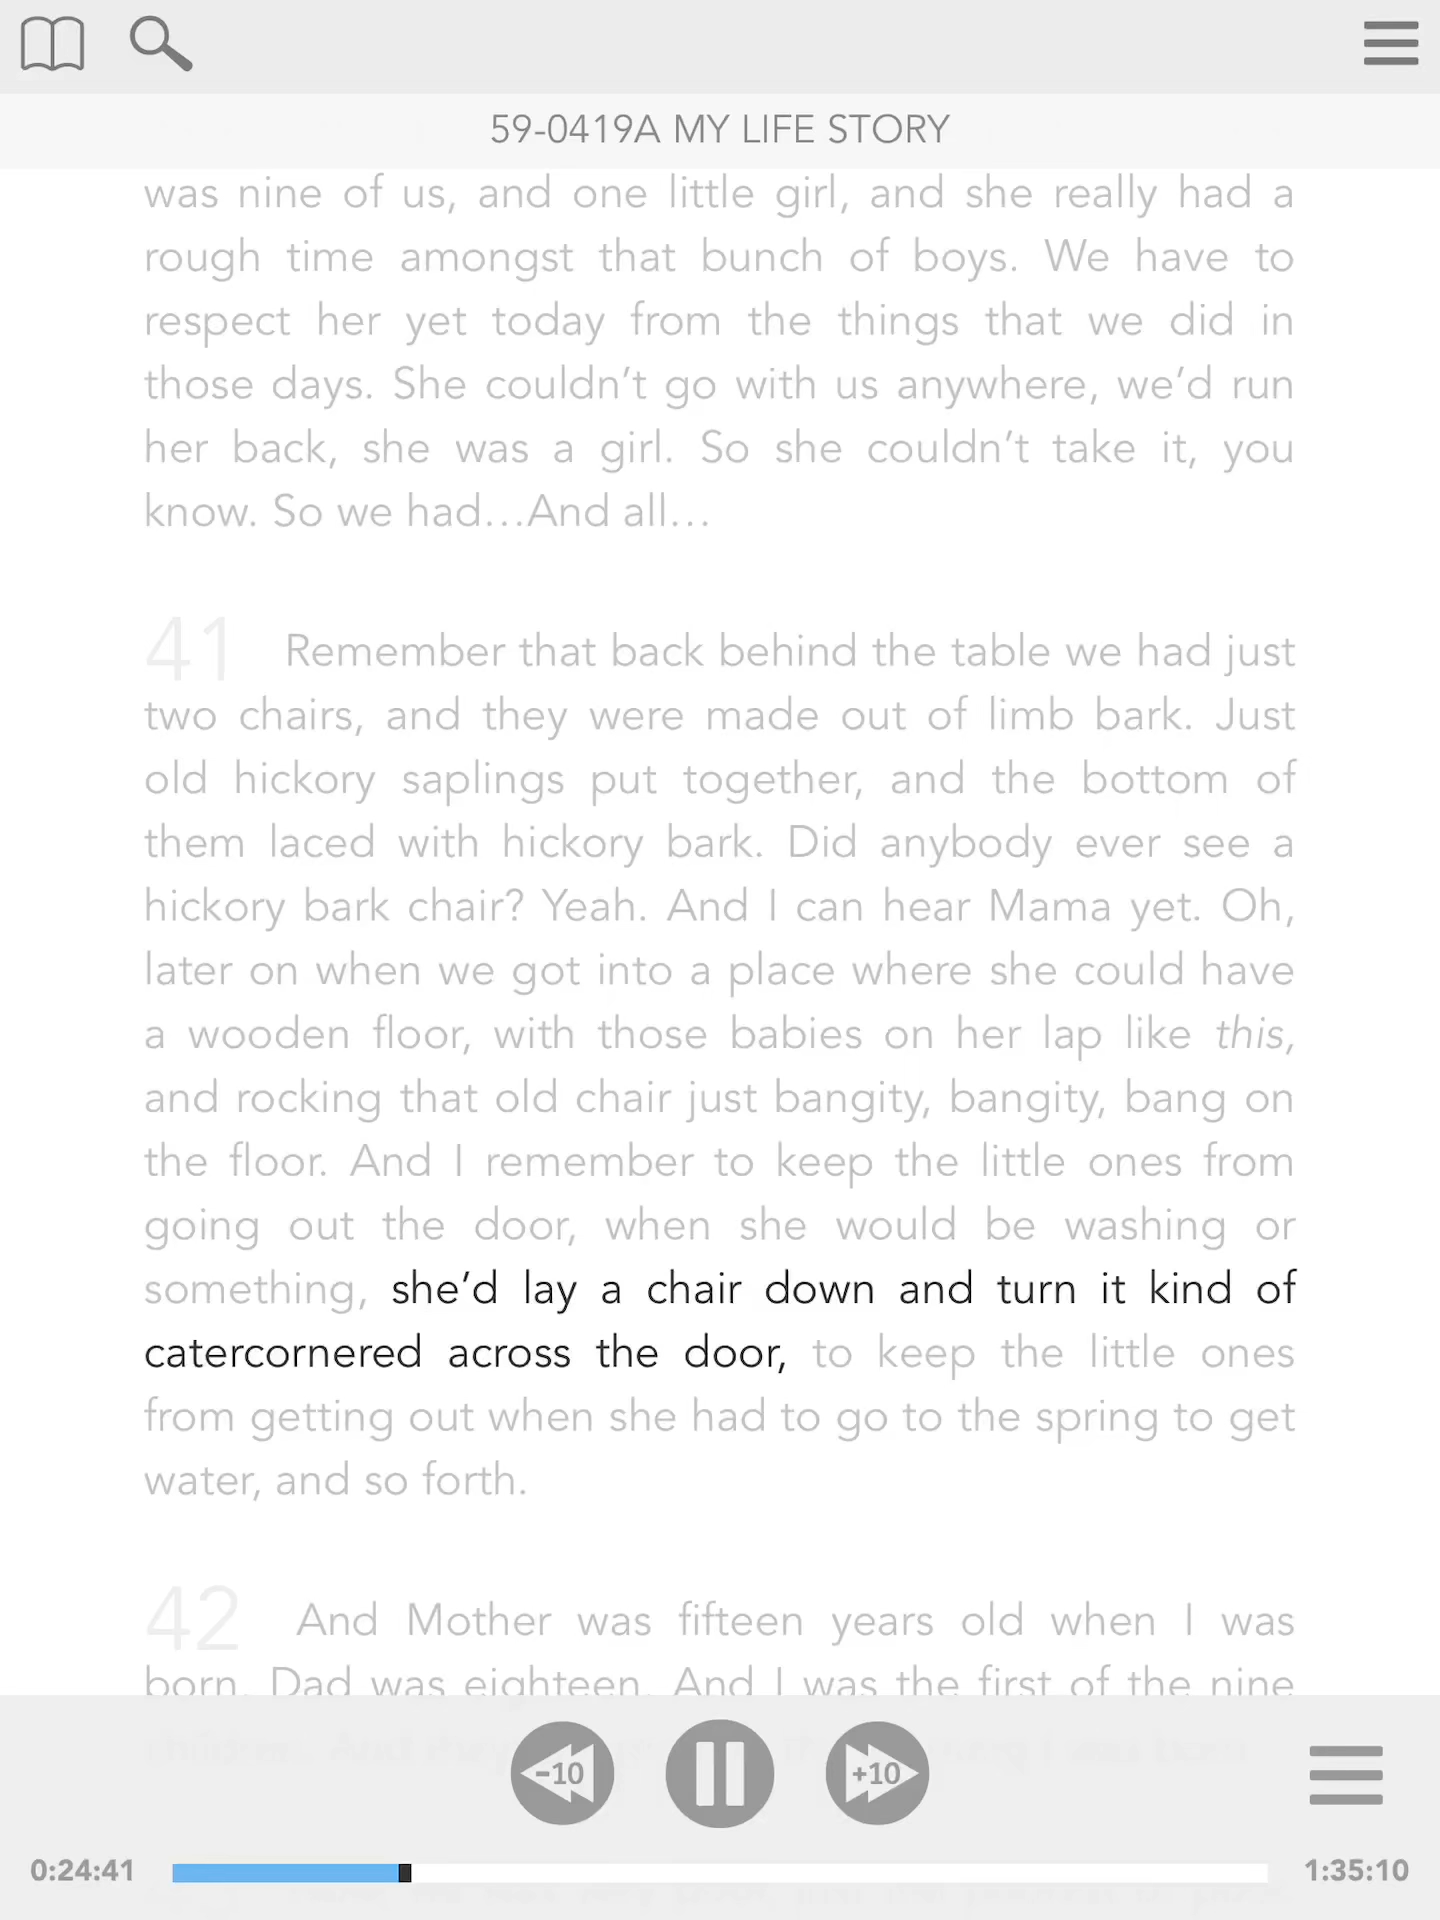 59-0419A MY LIFE STORY
was nine of us, and one little girl, and she really had a
rough time amongst that bunch of boys. We have to
respect her yet today from the things that we did in
those days. She couldn’t go with us anywhere, we’d run
her back, she was a girl. So she couldn’t take it, you
know. So we had…And all…
41 Remember that back behind the table we had just
two chairs, and they were made out of limb bark. Just
old hickory saplings put together, and the bottom of
them laced with hickory bark. Did anybody ever see a
hickory bark chair? Yeah. And I can hear Mama yet. Oh,
later on when we got into a place where she could have
a wooden floor, with those babies on her lap like this,
and rocking that old chair just bangity, bangity, bang on
the floor. And I remember to keep the little ones from
going out the door, when she would be washing or
something, she’d lay a chair down and turn it kind of
catercornered across the door, to keep the little ones
from getting out when she had to go to the spring to get
water, and so forth.
42 And Mother was fifteen years old when I was
born. Dad was eighteen. And I was the first of the nine
-10 +10
0:24:41 1:35:10